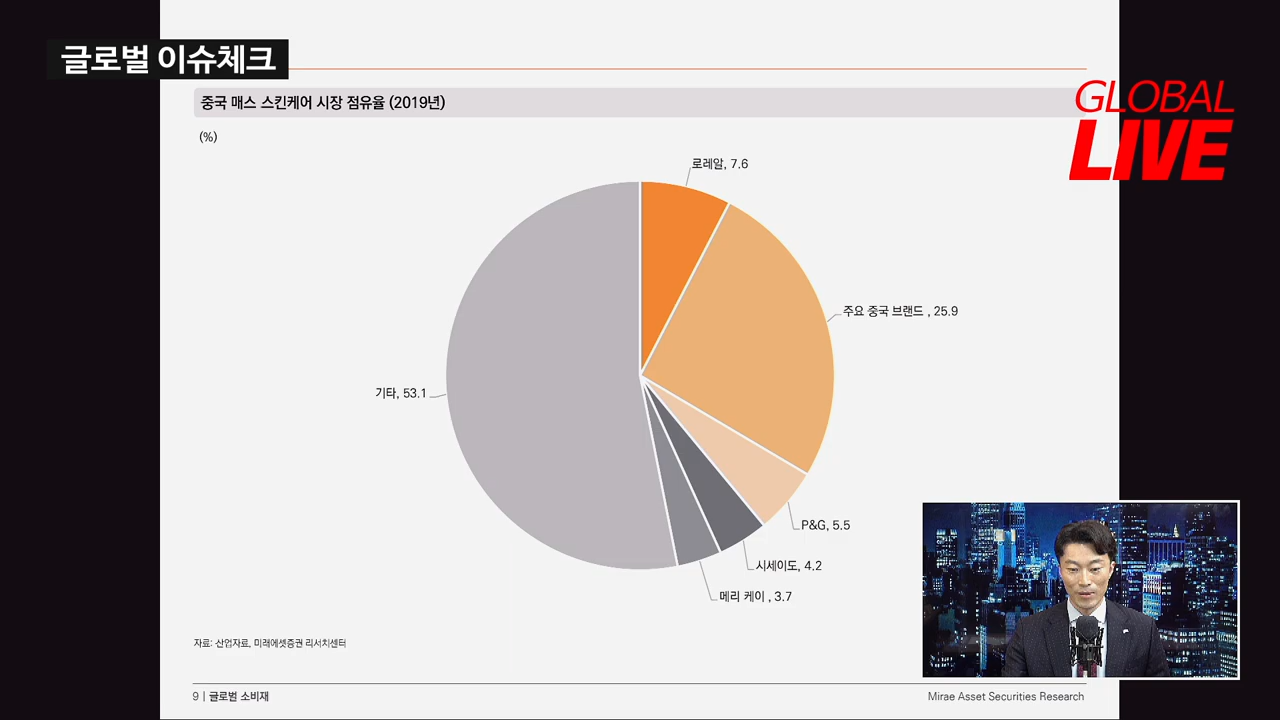 글로벌 이슈체크
GLOBAL
LIVE
중국 매스 스킨케어 시장 점유율 (2019년)
(%)
로레알, 7.6
주요 중국 브랜드 , 25.9
기타, 53.1
P&G, 5.5
시세이도, 4.2
메리 케이 , 3.7
자료: 산업자료, 미래에셋증권 리서치센터
9 | 글로벌 소비재
Mirae Asset Securities Research